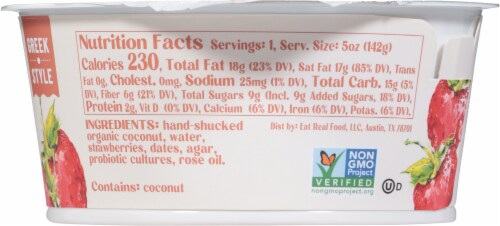 GREEK
STYLE
Nutrition Facts Servings: 1, Serv. Size: 5oz (142g)
Calories 230, Total Fat 18g (23% DV), Sat Fat 17g (85% DV), Trans
Fat 0g, Cholest. 0mg, Sodium 25mg (1% DV), Total Carb. 15g (5%
DV), Fiber 6g (21% DV), Total Sugars 9g (Incl. 9g Added Sugars, 18% DV),
Protein 2g, Vit D (0% DV), Calcium (6% DV), Iron (6% DV), Potas. (6% DV).
INGREDIENTS: hand-shucked
organic coconut, water,
strawberries, dates, agar,
probiotic cultures, rose oil.
Contains: coconut
Dist by: Eat Real Food, LLC, Austin, TX 78701
NON
GMO
Project
VERIFIED
nongmoproject.org
U D